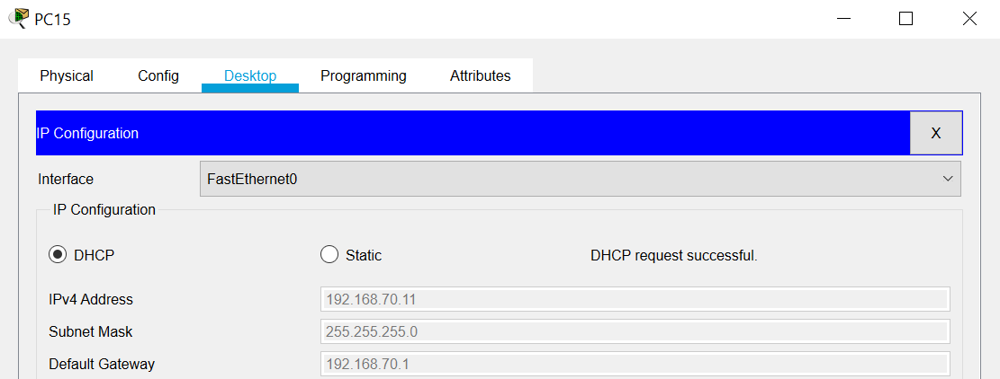 PC15
Physical Config Desktop Programming Attributes
IP Configuration X
Interface FastEthernet0
IP Configuration
DHCP Static DHCP request successful.
IPv4 Address 192.168.70.11
Subnet Mask 255.255.255.0
Default Gateway 192.168.70.1